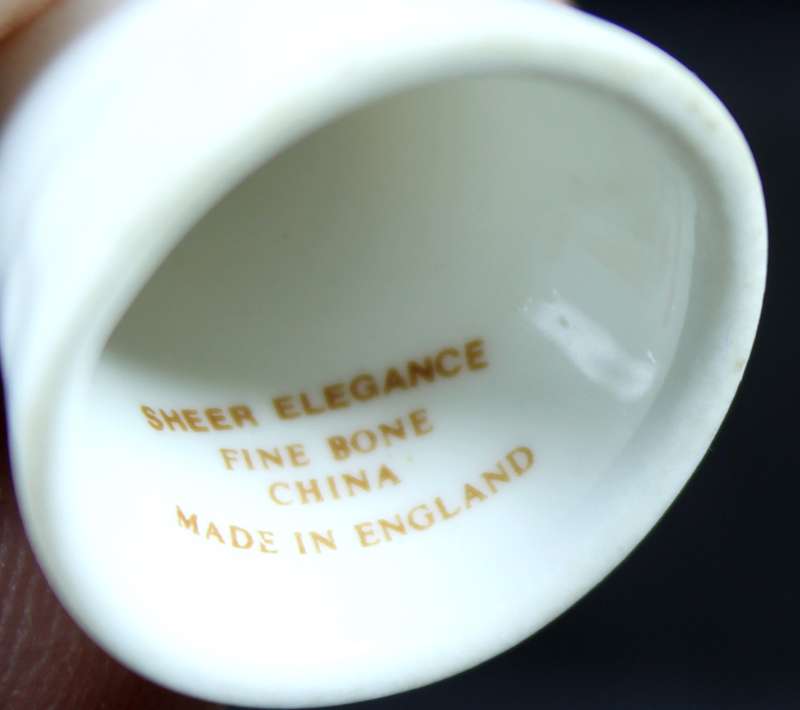 SHEER ELEGANCE
FINE BONE
CHINA
MADE IN ENGLAND